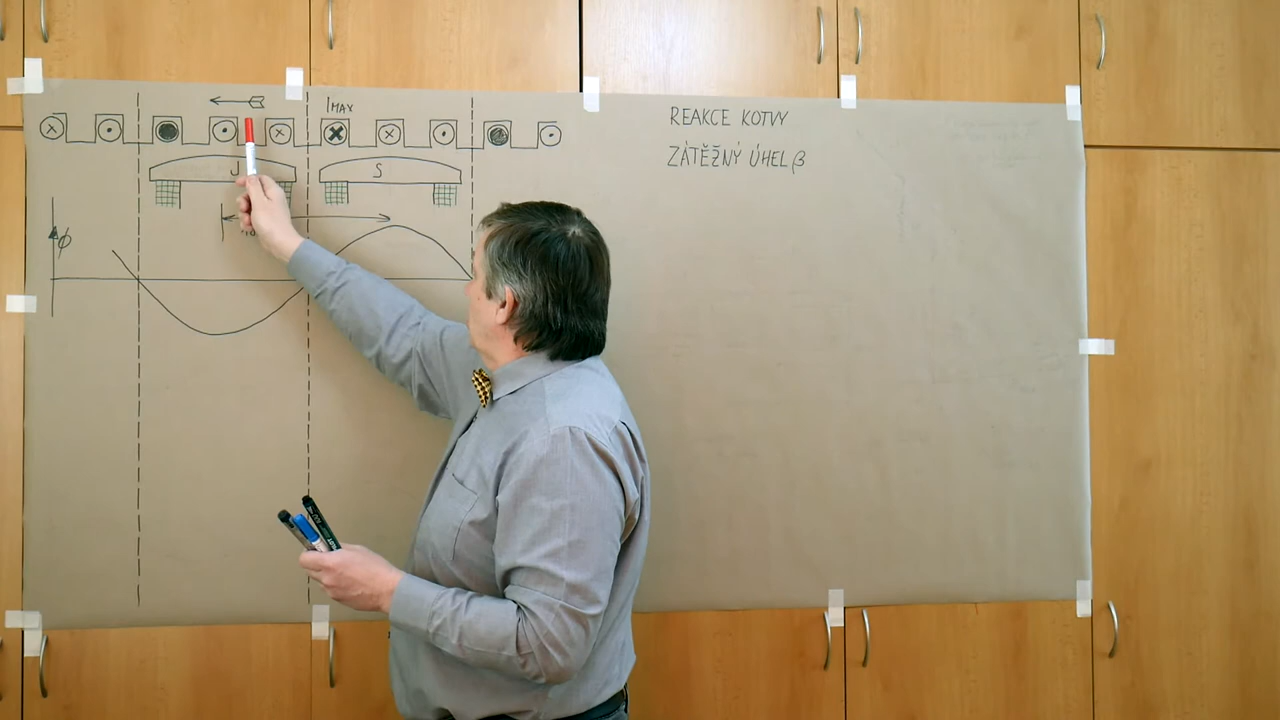 IMAX
J
S
ϕ
REAKCE KOTVY
ZÁTĚŽNÝ ÚHEL β